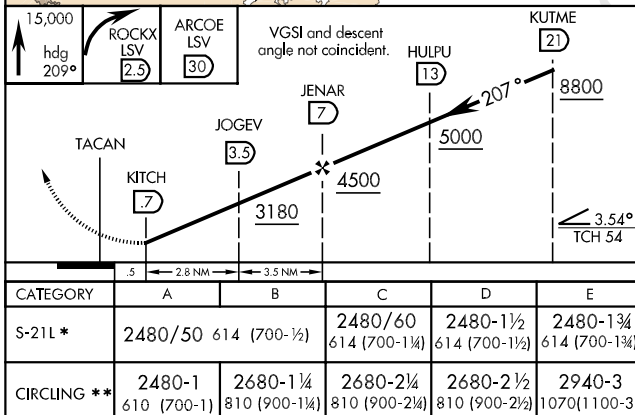 15,000
hdg
209°
ROCKX
LSV
2.5
ARCOE
LSV
30
VGSI and descent
angle not coincident.
KUTME
21
HULPU
13
JENAR
7
JOGEV
3.5
TACAN
KITCH
.7
207°
8800
5000
4500
3180
3.54°
TCH 54
.5 2.8 NM 3.5 NM
CATEGORY A B C D E
S-21L * 2480/50 614 (700-½) 2480/60 2480-1½ 2480-1¾
614 (700-1¼) 614 (700-1½) 614 (700-1¾)
CIRCLING ** 2480-1 2680-1¼ 2680-2¼ 2680-2½ 2940-3
610 (700-1) 810 (900-1¼) 810 (900-2¼) 810 (900-2½) 1070(1100-3